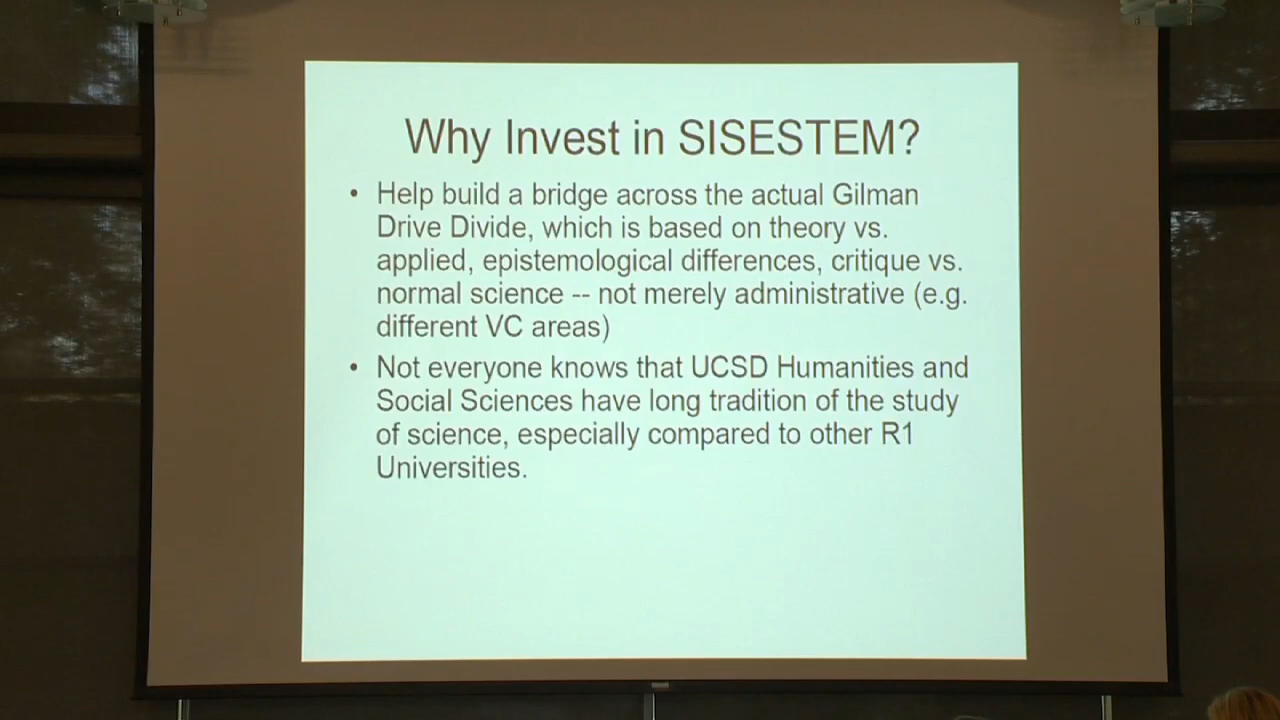 Why Invest in SISESTEM?
• Help build a bridge across the actual Gilman
Drive Divide, which is based on theory vs.
applied, epistemological differences, critique vs.
normal science -- not merely administrative (e.g.
different VC areas)
• Not everyone knows that UCSD Humanities and
Social Sciences have long tradition of the study
of science, especially compared to other R1
Universities.